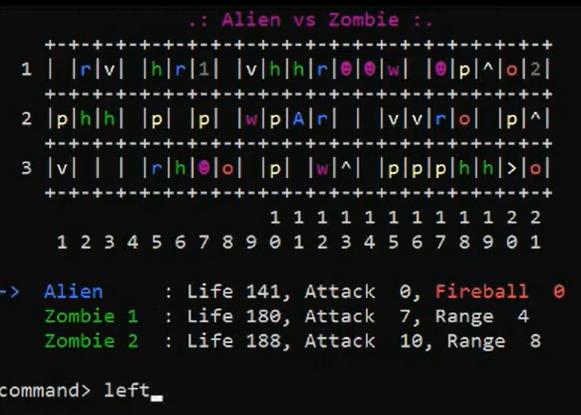 .: Alien vs Zombie :.
+-+-+-+-+-+-+-+-+-+-+-+-+-+-+-+-+-+-+-+-+-+
1 | |r|v| |h|r|1| |v|h|h|r|☻|☻|w| |☻|p|^|o|2|
+-+-+-+-+-+-+-+-+-+-+-+-+-+-+-+-+-+-+-+-+-+
2 |p|h|h| |p| |p| |w|p|A|r| | |v|v|r|o| |p|^|
+-+-+-+-+-+-+-+-+-+-+-+-+-+-+-+-+-+-+-+-+-+
3 |v| | | |r|h|☻|o| |p| |w|^| |p|p|p|h|h|>|o|
+-+-+-+-+-+-+-+-+-+-+-+-+-+-+-+-+-+-+-+-+-+
1 1 1 1 1 1 1 1 1 1 2 2
1 2 3 4 5 6 7 8 9 0 1 2 3 4 5 6 7 8 9 0 1
-> Alien : Life 141, Attack 0, Fireball 0
Zombie 1 : Life 180, Attack 7, Range 4
Zombie 2 : Life 188, Attack 10, Range 8
command> left_